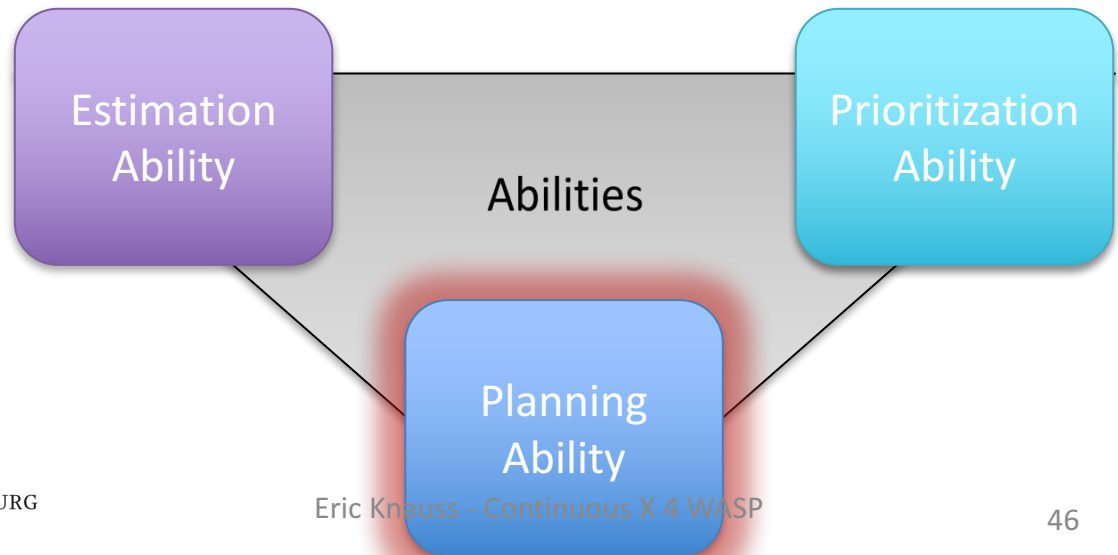 Estimation
Ability
Prioritization
Ability
Abilities
Planning
Ability
URG
Eric Knauss - Continuous X 4 WASP
46